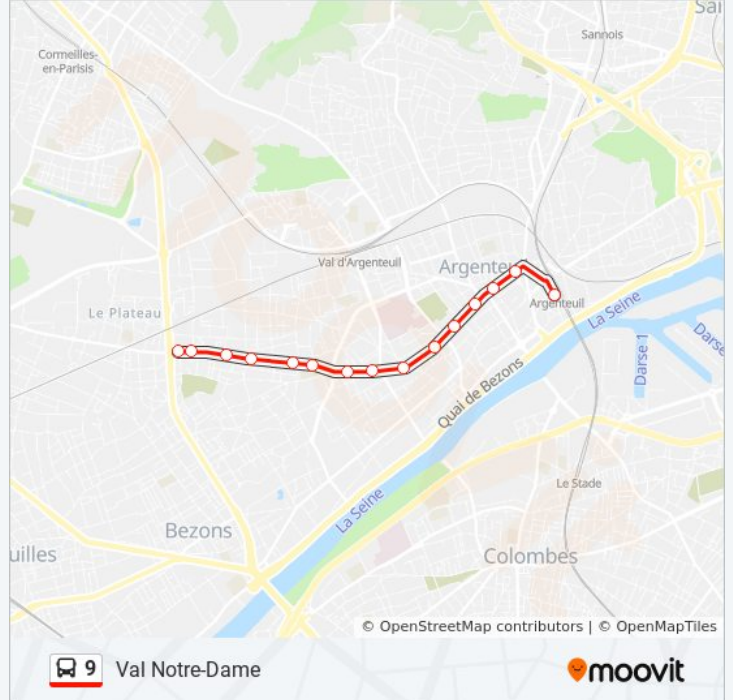 Sai
Sannois
Cormeilles-
en-Parisis
Val d'Argenteuil
Argenteu
Argenteuil
La Seine
Le Plateau
Darse 1
Darse
Quai de Bezons
Le Stade
La Seine
Bezons
uilles
Colombes
© OpenStreetMap contributors | © OpenMapTiles
9 Val Notre-Dame
moovit